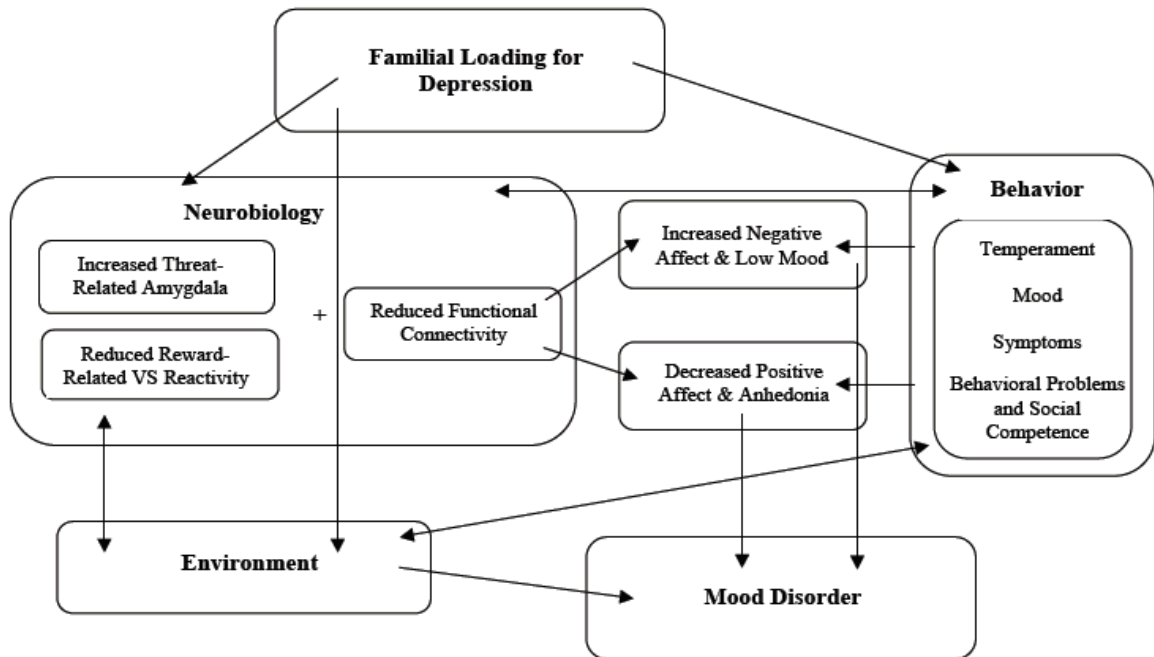 Familial Loading for
Depression
Neurobiology
Increased Threat-
Related Amygdala
Reduced Reward-
Related VS Reactivity
+
Reduced Functional
Connectivity
Increased Negative
Affect & Low Mood
Decreased Positive
Affect & Anhedonia
Behavior
Temperament
Mood
Symptoms
Behavioral Problems
and Social
Competence
Environment
Mood Disorder